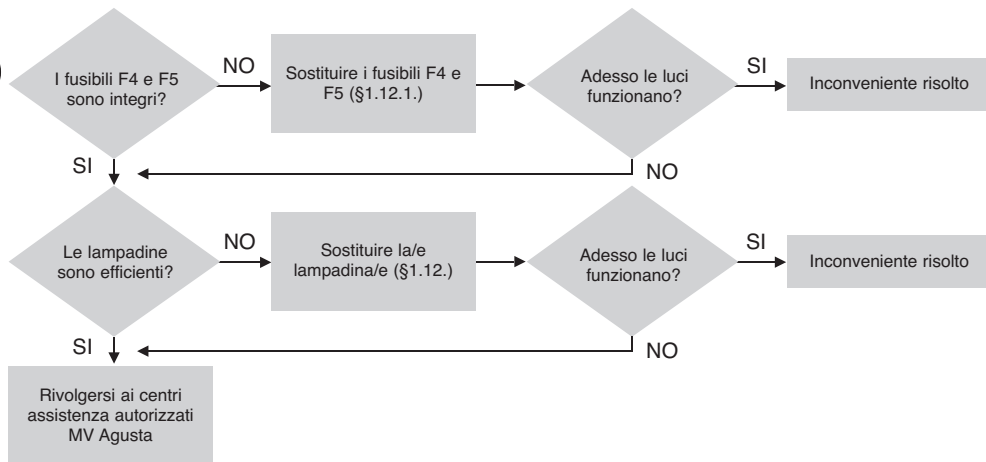 I fusibili F4 e F5
sono integri?
NO
Sostituire i fusibili F4 e
F5 (§1.12.1.)
Adesso le luci
funzionano?
SI
Inconveniente risolto
SI
NO
Le lampadine
sono efficienti?
NO
Sostituire la/e
lampadina/e (§1.12.)
Adesso le luci
funzionano?
SI
Inconveniente risolto
SI
NO
Rivolgersi ai centri
assistenza autorizzati
MV Agusta